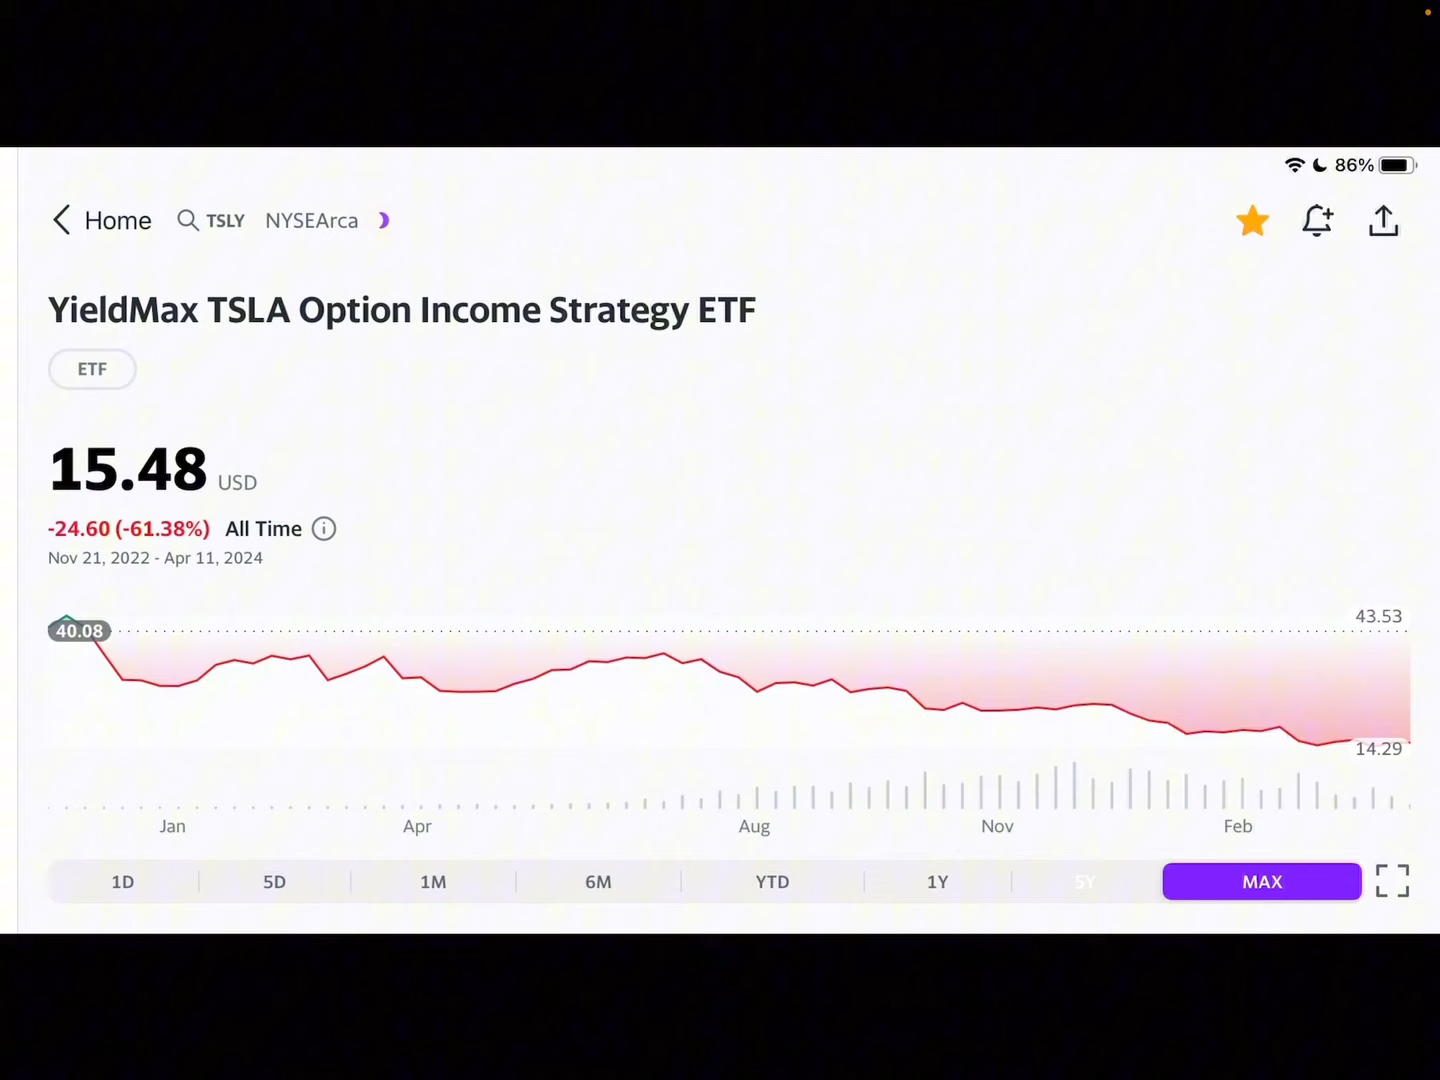 86%
Home TSLY NYSEArca
YieldMax TSLA Option Income Strategy ETF
ETF
15.48 USD
-24.60 (-61.38%) All Time
Nov 21, 2022 - Apr 11, 2024
43.53
40.08
14.29
Jan Apr Aug Nov Feb
1D 5D 1M 6M YTD 1Y 5Y MAX